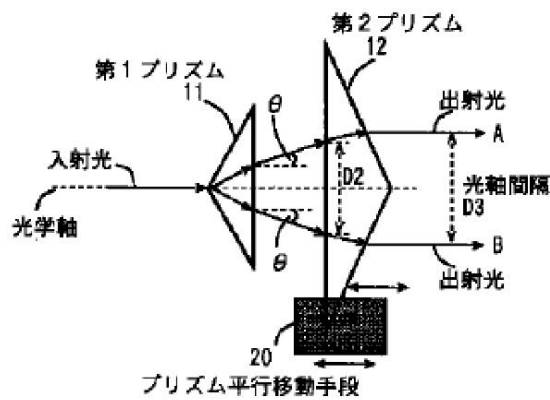 第2プリズム
12
第1プリズム
11
θ
出射光
A
入射光
D2
光軸間隔
D3
光学軸
θ
B
出射光
20
プリズム平行移動手段